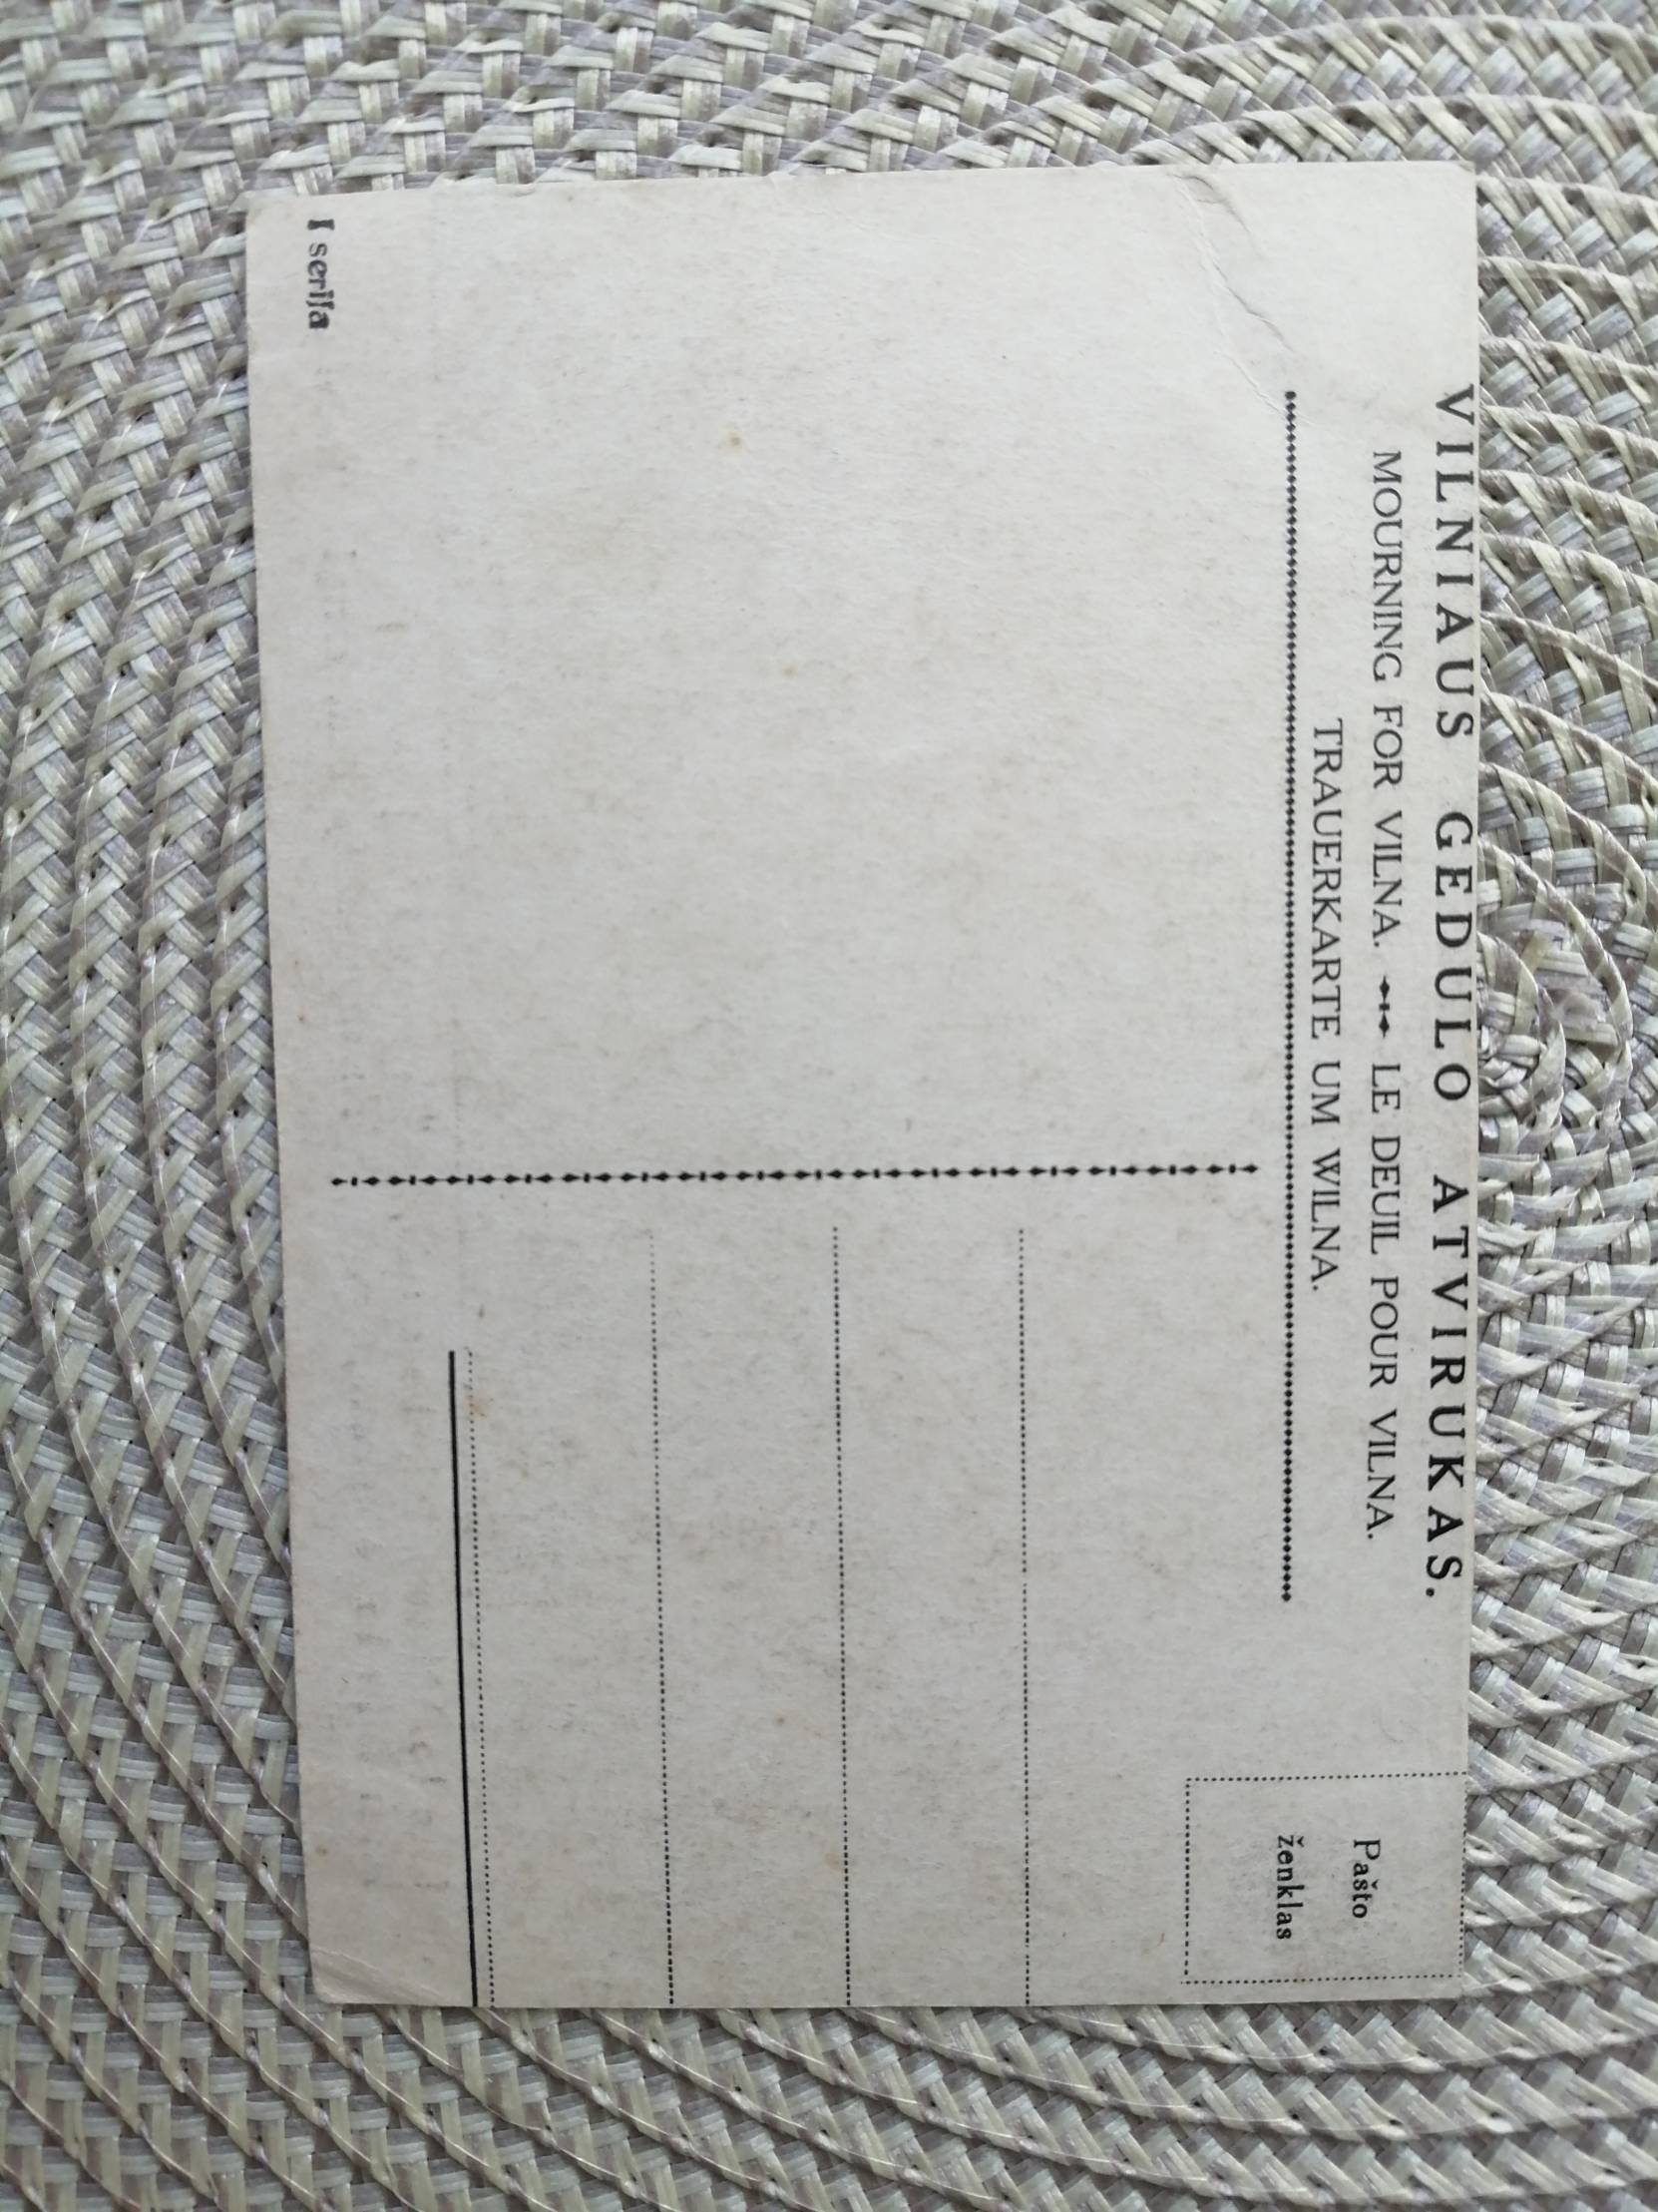 VILNIAUS GEDULO ATVIRUKAS.
MOURNING FOR VILNA. LE DEUIL POUR VILNA.
TRAUERKARTE UM WILNA.
Pašto
ženklas
I serija